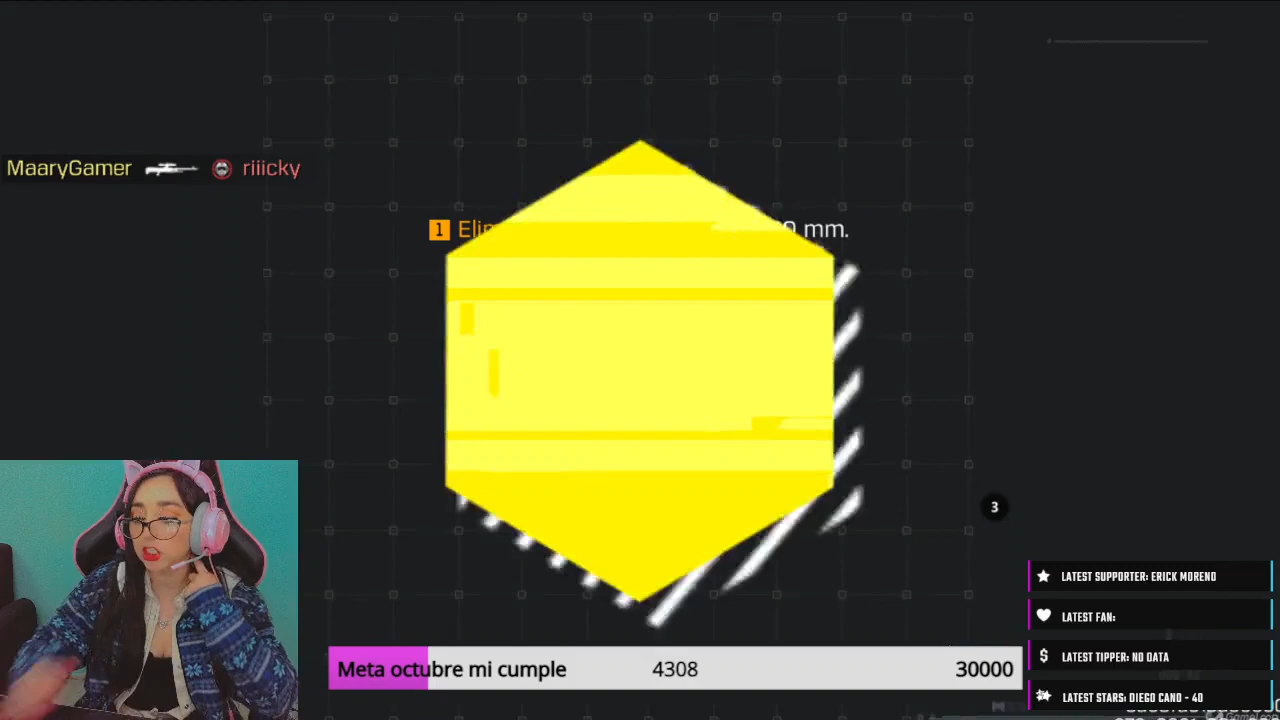 MaaryGamer riiicky
1 mm.
3
LATEST SUPPORTER: ERICK MORENO
LATEST FAN:
LATEST TIPPER: NO DATA
LATEST STARS: DIEGO CANO - 40
Meta octubre mi cumple 4308 30000